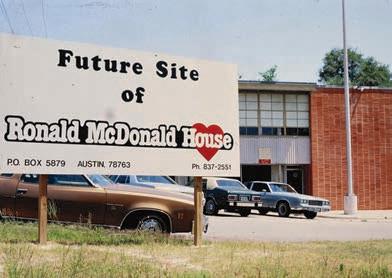 Future Site
of
Ronald McDonald House
P.O. BOX 5879 AUSTIN, 78763 Ph. 837-2551